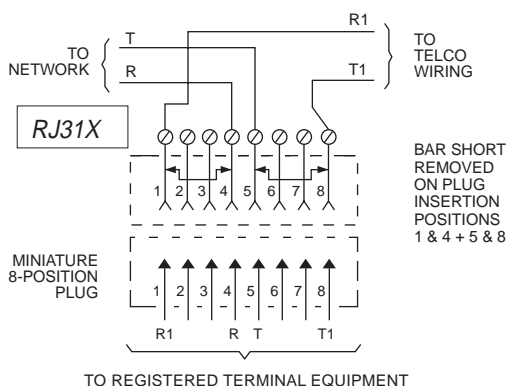 R1
T
TO
NETWORK
TO
TELCO
WIRING
R
T1
RJ31X
BAR SHORT
REMOVED
ON PLUG
INSERTION
POSITIONS
1 & 4 + 5 & 8
1 2 3 4 5 6 7 8
MINIATURE
8-POSITION
PLUG
1 2 3 4 5 6 7 8
R1 R T T1
TO REGISTERED TERMINAL EQUIPMENT